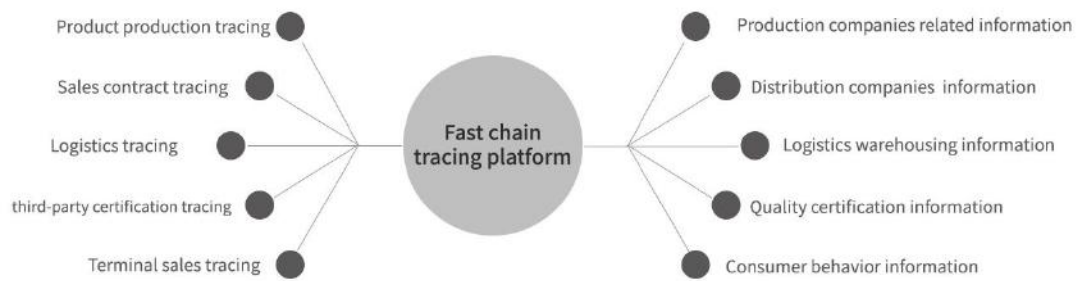 Product production tracing
Sales contract tracing
Logistics tracing
third-party certification tracing
Terminal sales tracing
Fast chain
tracing platform
Production companies related information
Distribution companies information
Logistics warehousing information
Quality certification information
Consumer behavior information